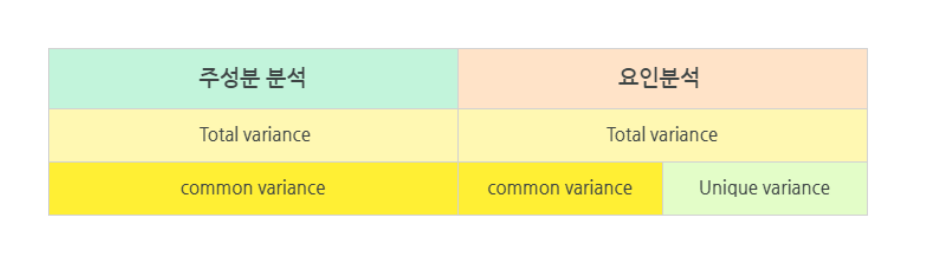 주성분 분석 요인분석
Total variance Total variance
common variance common variance Unique variance